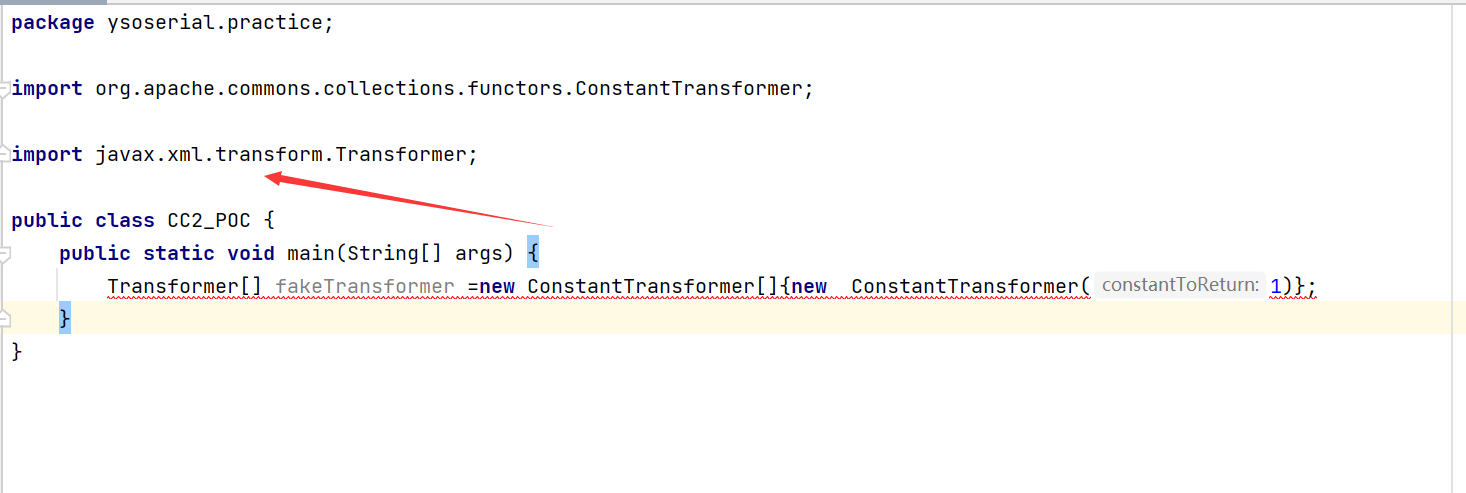 package ysoserial.practice;
import org.apache.commons.collections.functors.ConstantTransformer;
import javax.xml.transform.Transformer;
public class CC2_POC {
public static void main(String[] args) {
Transformer[] fakeTransformer =new ConstantTransformer[]{new  ConstantTransformer( constantToReturn: 1)};
}
}